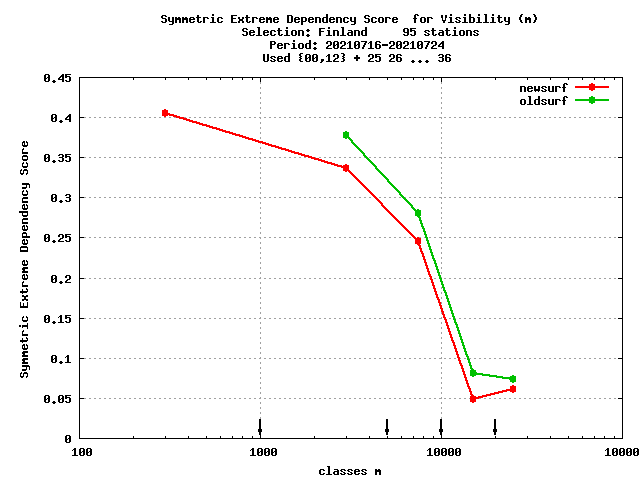 Symmetric Extreme Dependency Score  for Visibility (m)
Selection: Finland     95 stations
Period: 20210716-20210724
Used {00,12} + 25 26 ... 36
newsurf
oldsurf
Symmetric Extreme Dependency Score
0.45
0.4
0.35
0.3
0.25
0.2
0.15
0.1
0.05
0
100
1000
10000
10000
classes m